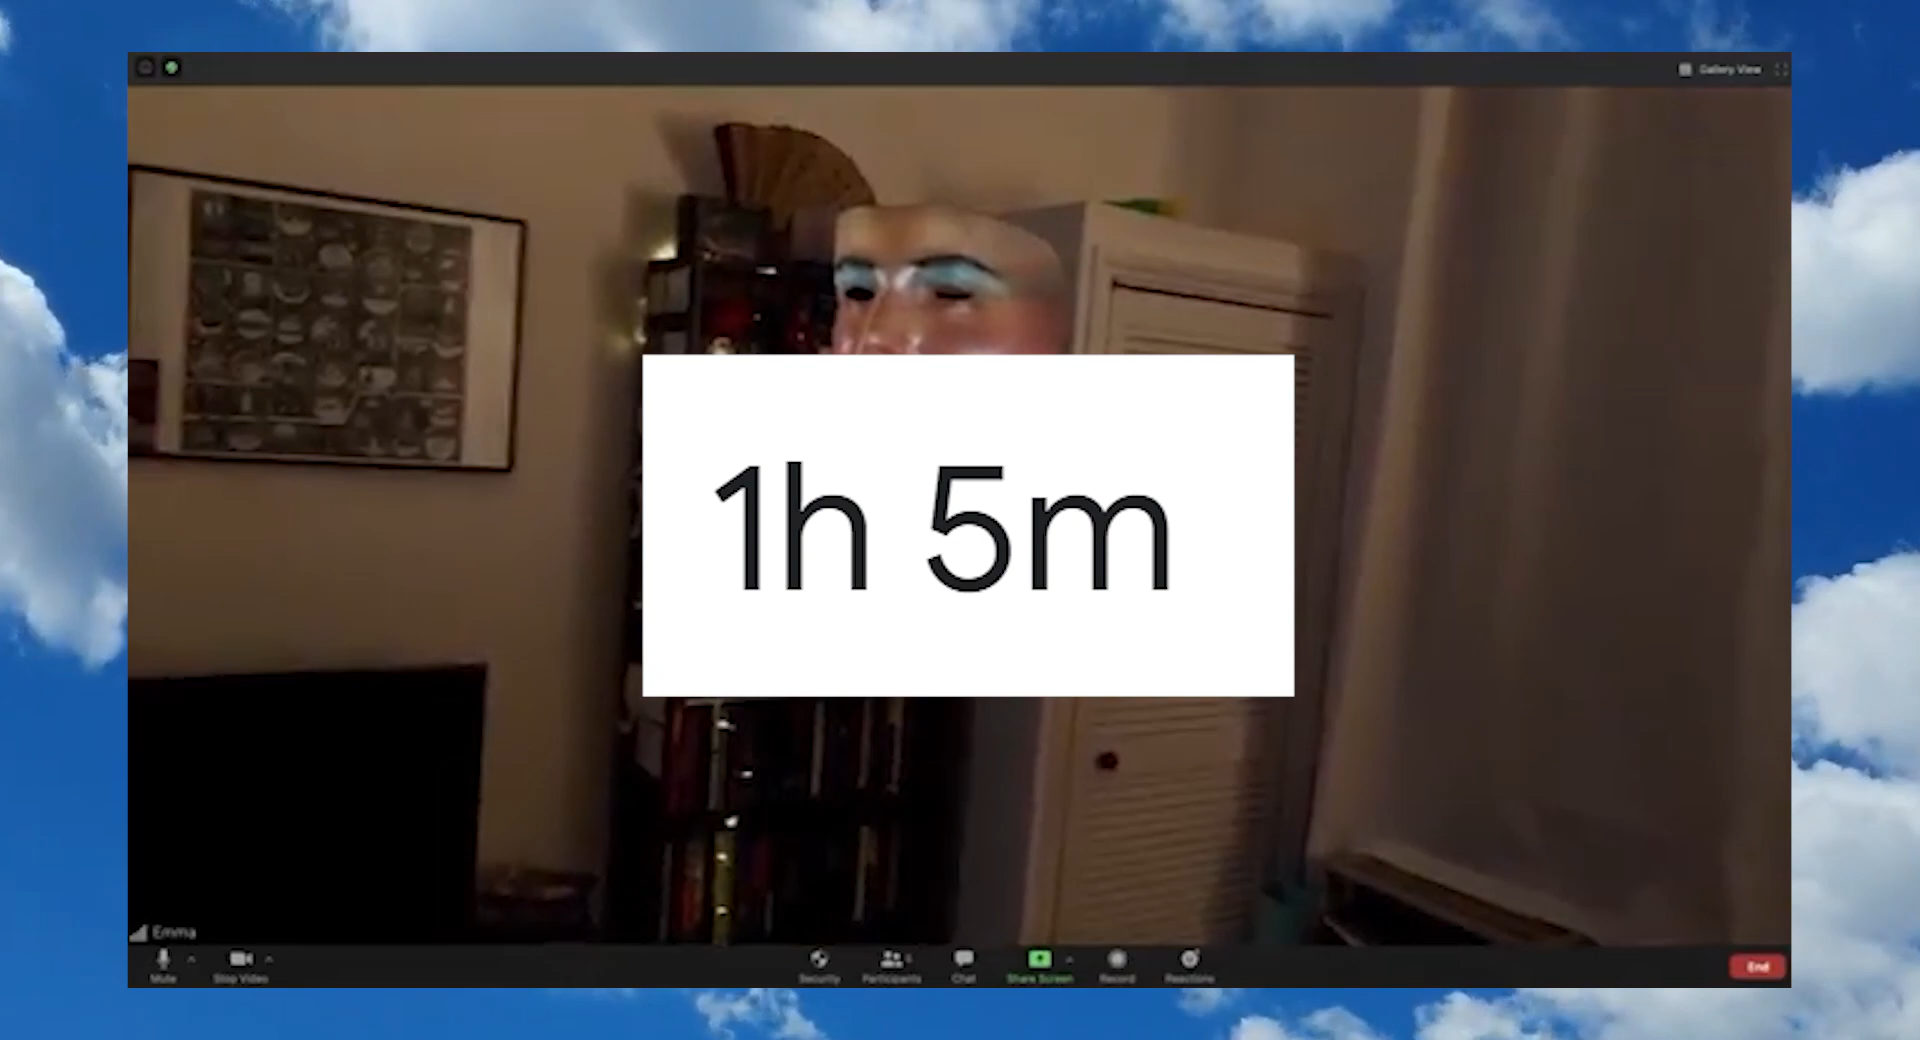 Gallery View
1h 5m
Emma
Mute
Stop Video
Security
Participants
Chat
Share Screen
Record
Reactions
End